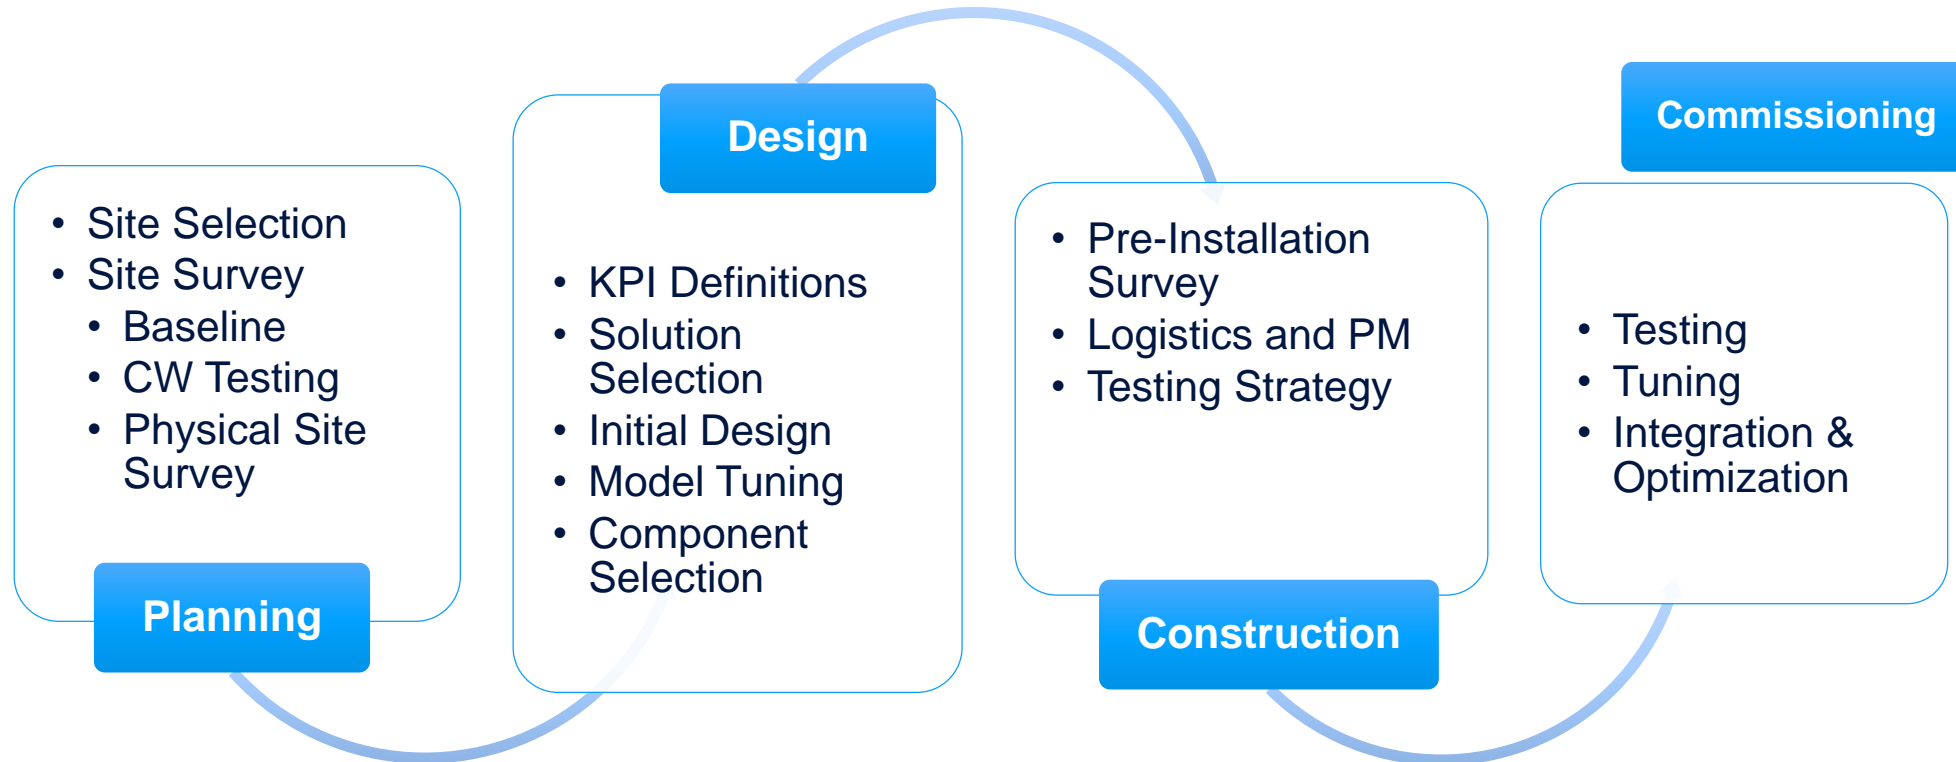 • Site Selection
• Site Survey
• Baseline
• CW Testing
• Physical Site
Survey
Planning
Design
• KPI Definitions
• Solution
Selection
• Initial Design
• Model Tuning
• Component
Selection
• Pre-Installation
Survey
• Logistics and PM
• Testing Strategy
Construction
Commissioning
• Testing
• Tuning
• Integration &
Optimization